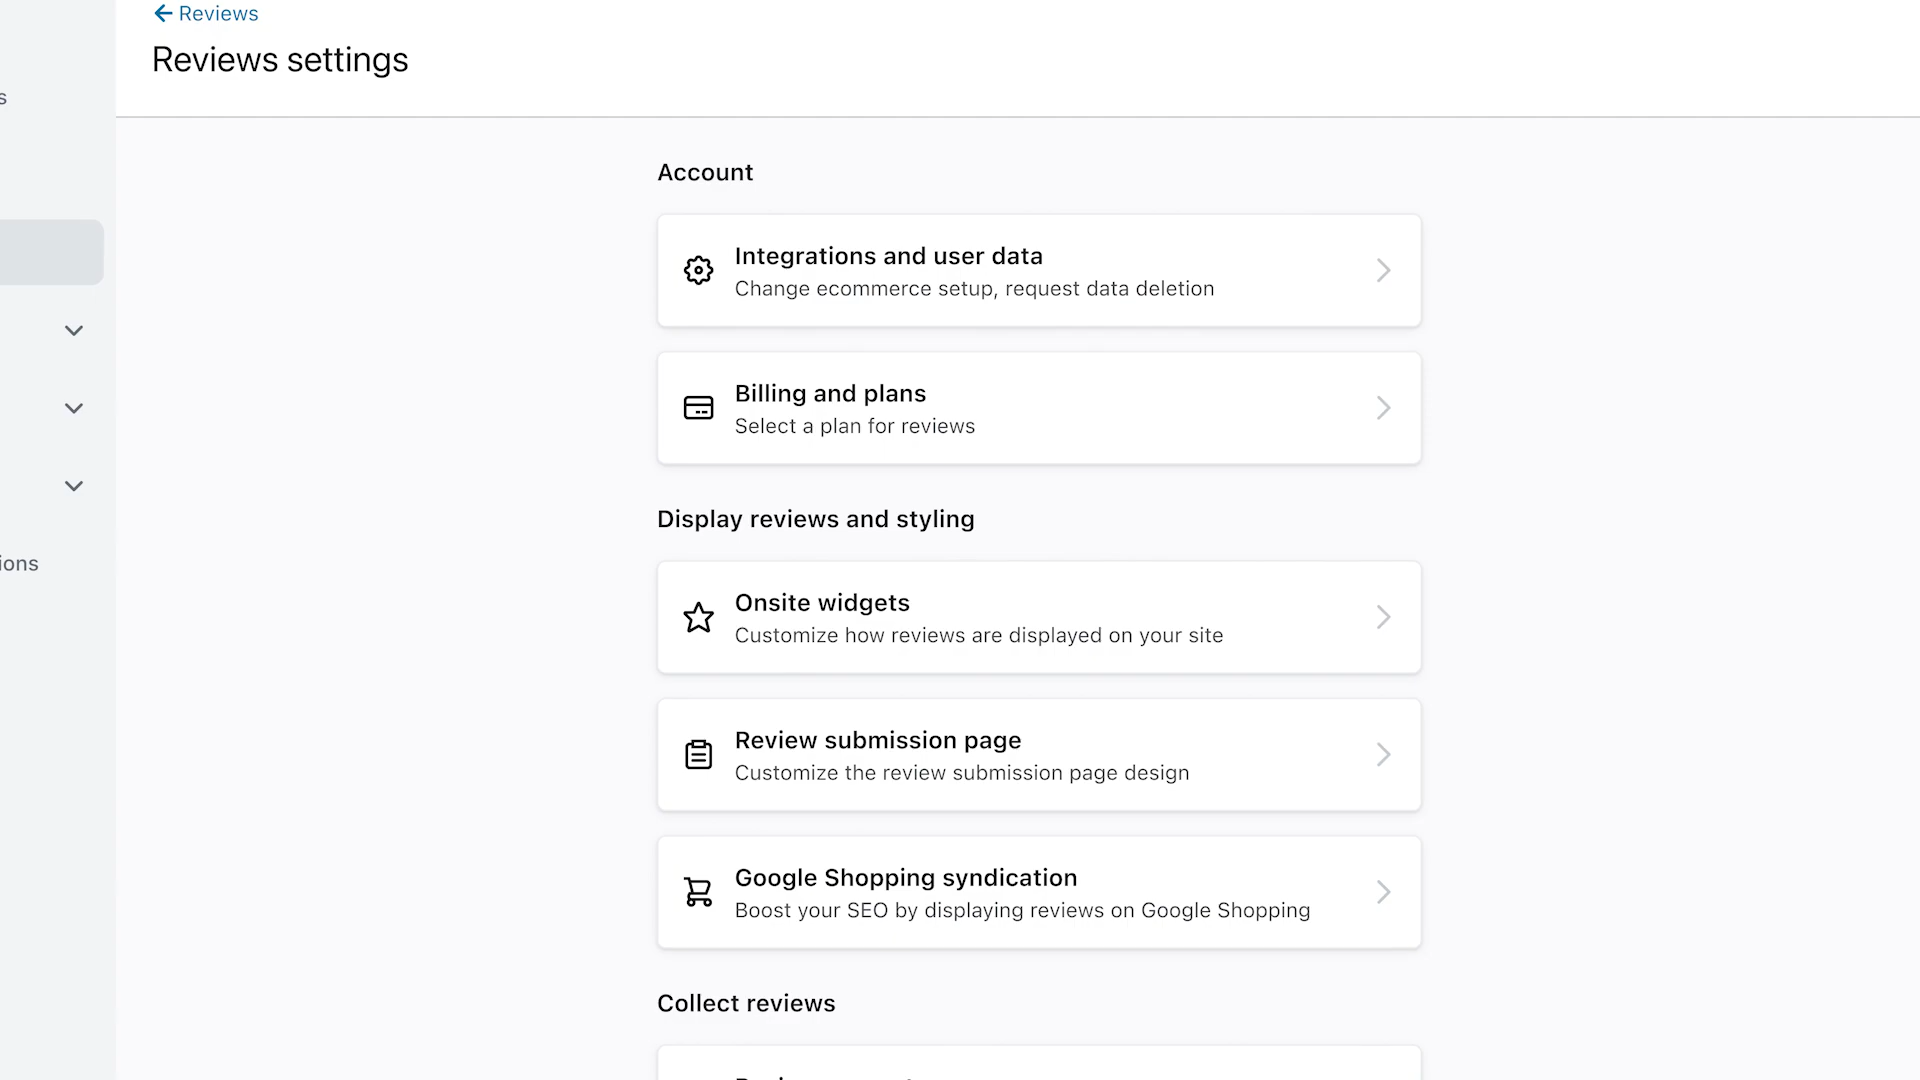 Reviews
Reviews settings
s
Account
Integrations and user data
Change ecommerce setup, request data deletion
Billing and plans
Select a plan for reviews
Display reviews and styling
Onsite widgets
Customize how reviews are displayed on your site
ions
Review submission page
Customize the review submission page design
Google Shopping syndication
Boost your SEO by displaying reviews on Google Shopping
Collect reviews